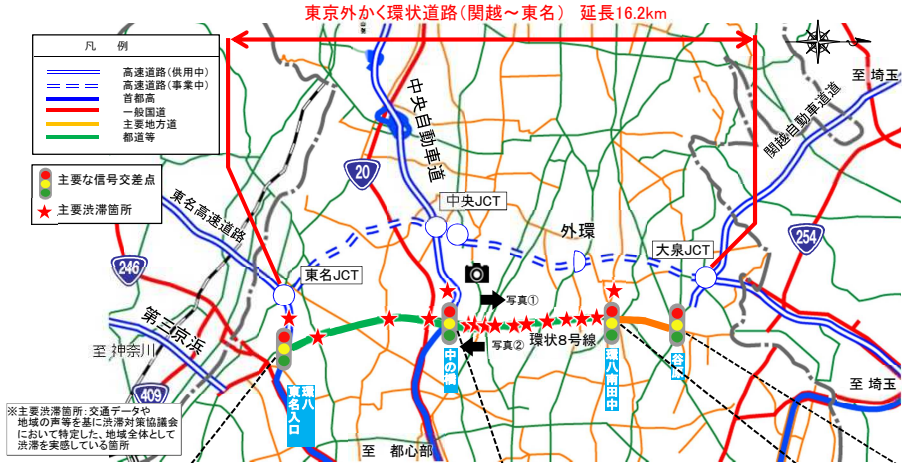 東京外かく環状道路(関越～東名)　延長16.2km
凡　例
高速道路(供用中)
高速道路(事業中)
首都高
一般国道
主要地方道
都道等
主要な信号交差点
主要渋滞箇所
東名高速道路
中央自動車道
関越自動車道
至 埼玉
20
中央JCT
外環
大泉JCT
254
246
東名JCT
写真①
写真②
環状8号線
第三京浜
至 神奈川
409
環八
東名入口
中の橋
環八南田中
谷原
至 埼玉
至　都心部
※主要渋滞箇所:交通データや
地域の声等を基に渋滞対策協議会
において特定した、地域全体として
渋滞を実感している箇所